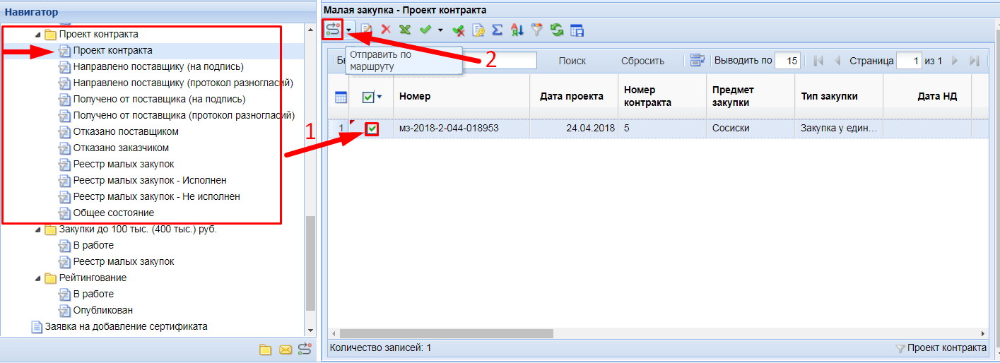 Навигатор
Проект контракта
Проект контракта
Направлено поставщику (на подпись)
Направлено поставщику (протокол разногласий)
Получено от поставщика (на подпись)
Получено от поставщика (протокол разногласий)
Отказано поставщиком
Отказано заказчиком
Реестр малых закупок
Реестр малых закупок - Исполнен
Реестр малых закупок - Не исполнен
Общее состояние
Закупки до 100 тыс. (400 тыс.) руб.
В работе
Реестр малых закупок
Рейтингование
В работе
Опубликован
Заявка на добавление сертификата
1
Малая закупка - Проект контракта
Отправить по
маршруту
2
Поиск Сбросить Выводить по 15 Страница 1 из 1
Номер Дата проекта Номер контракта Предмет закупки Тип закупки Дата НД
1 мз-2018-2-044-018953 24.04.2018 5 Сосиски Закупка у един...
Количество записей: 1 Проект контракта